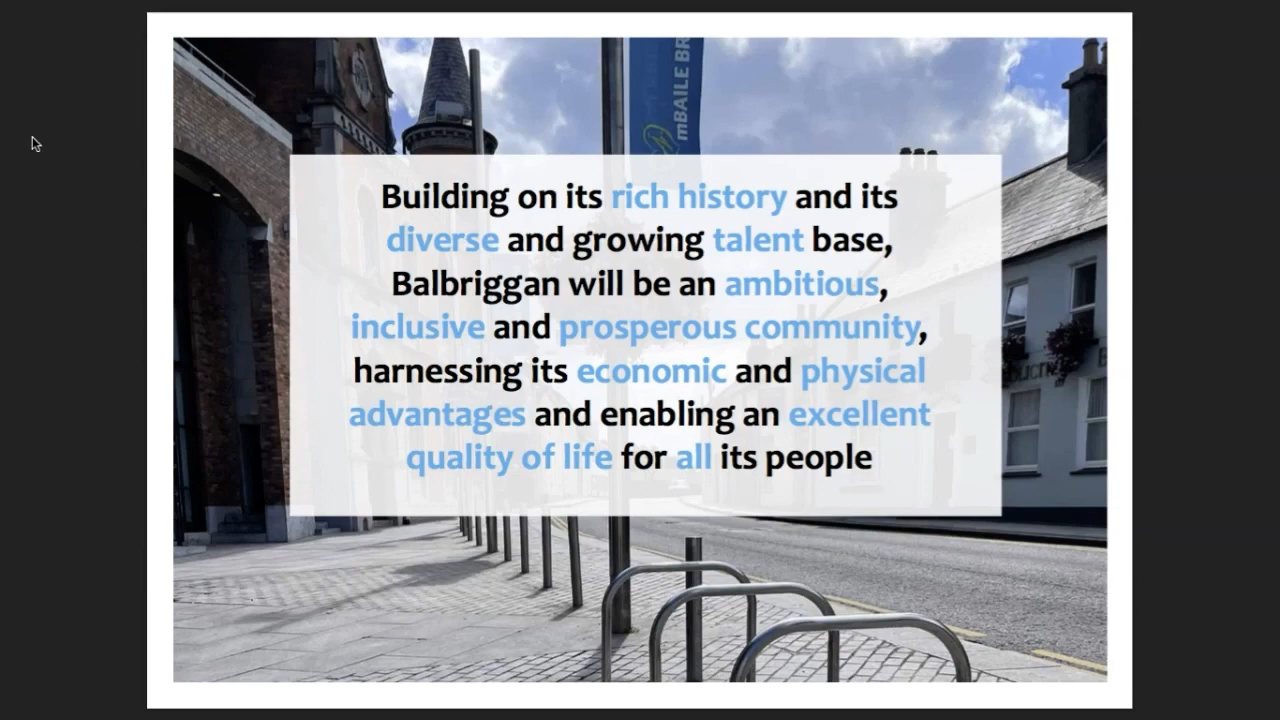 mBAILE BR
Building on its rich history and its
diverse and growing talent base,
Balbriggan will be an ambitious,
inclusive and prosperous community,
harnessing its economic and physical
advantages and enabling an excellent
quality of life for all its people